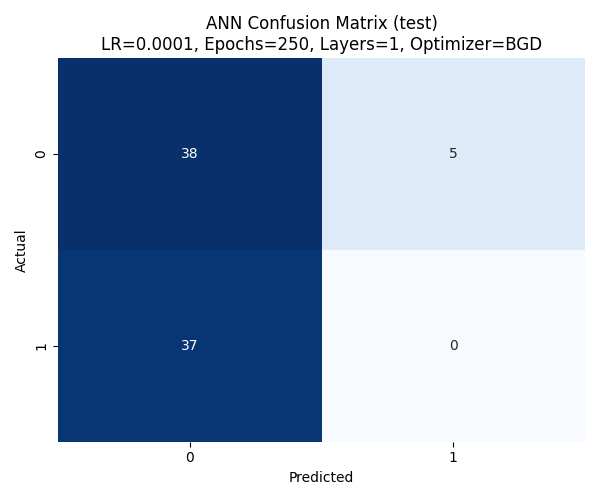 ANN Confusion Matrix (test)
LR=0.0001, Epochs=250, Layers=1, Optimizer=BGD
0
38
5
Actual
1
37
0
0
1
Predicted